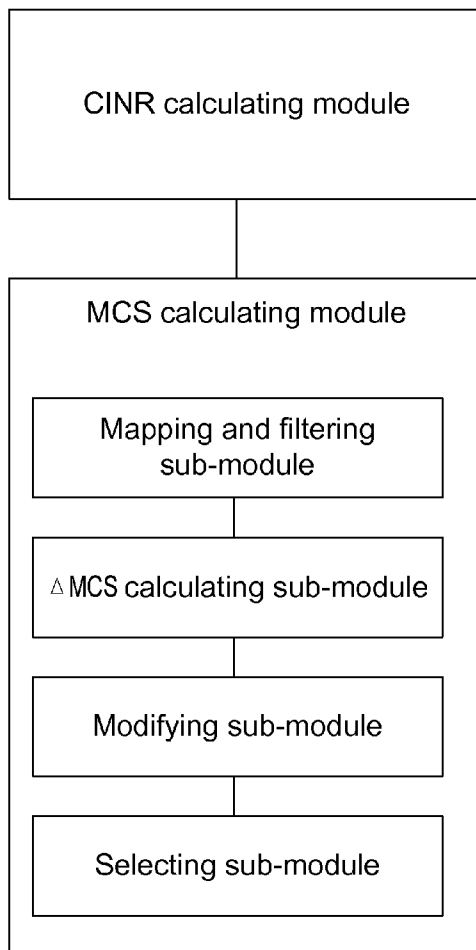 CINR calculating module
MCS calculating module
Mapping and filtering
sub-module
Δ MCS calculating sub-module
Modifying sub-module
Selecting sub-module